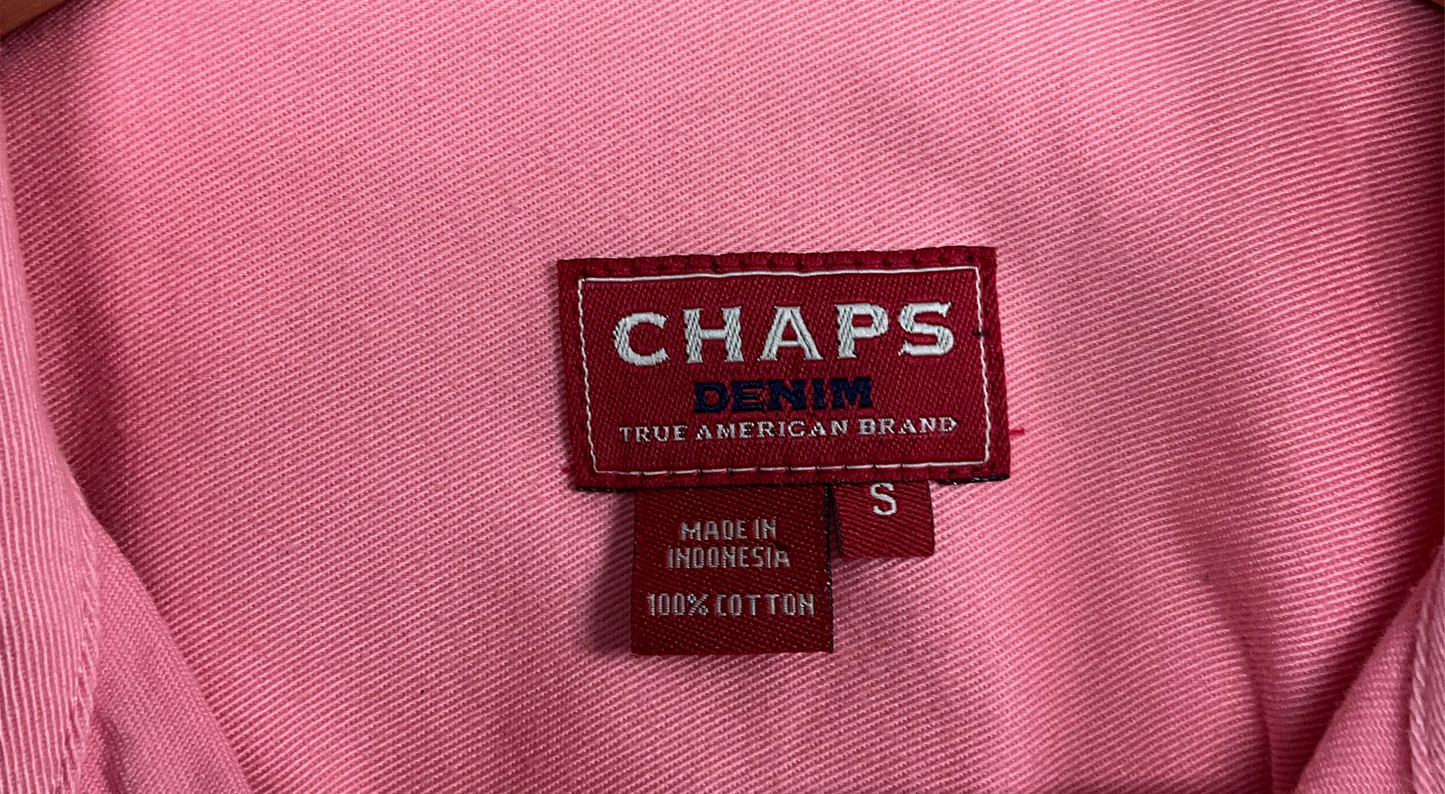 CHAPS
DENIM
TRUE AMERICAN BRAND
S
MADE IN
INDONESIA
100% COTTON